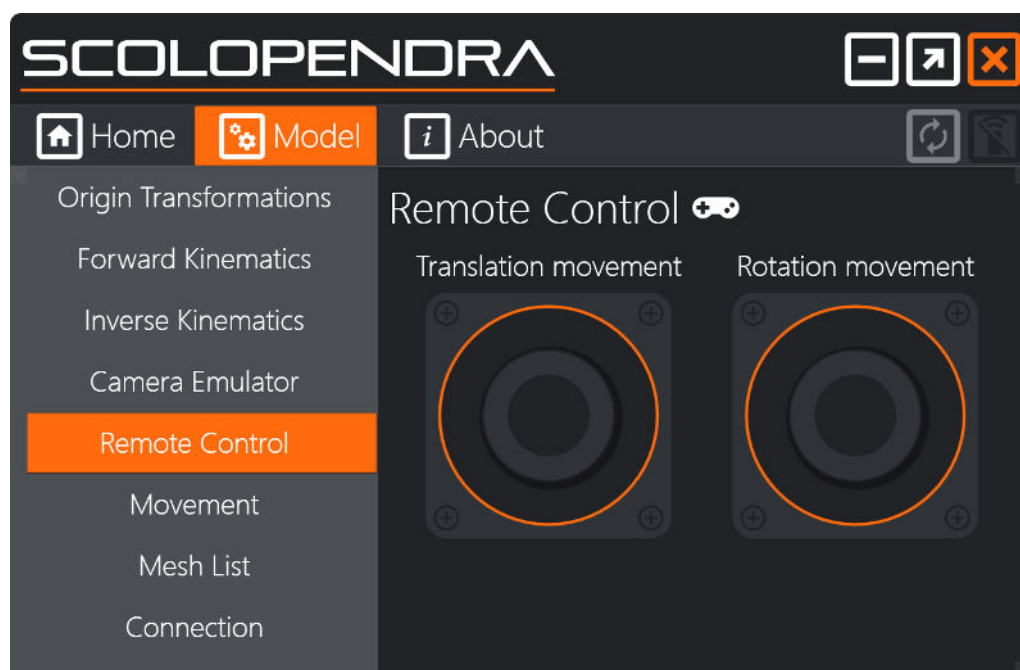 SCOLOPENDRA
Home Model i About
Origin Transformations
Forward Kinematics
Inverse Kinematics
Camera Emulator
Remote Control
Movement
Mesh List
Connection
Remote Control
Translation movement Rotation movement